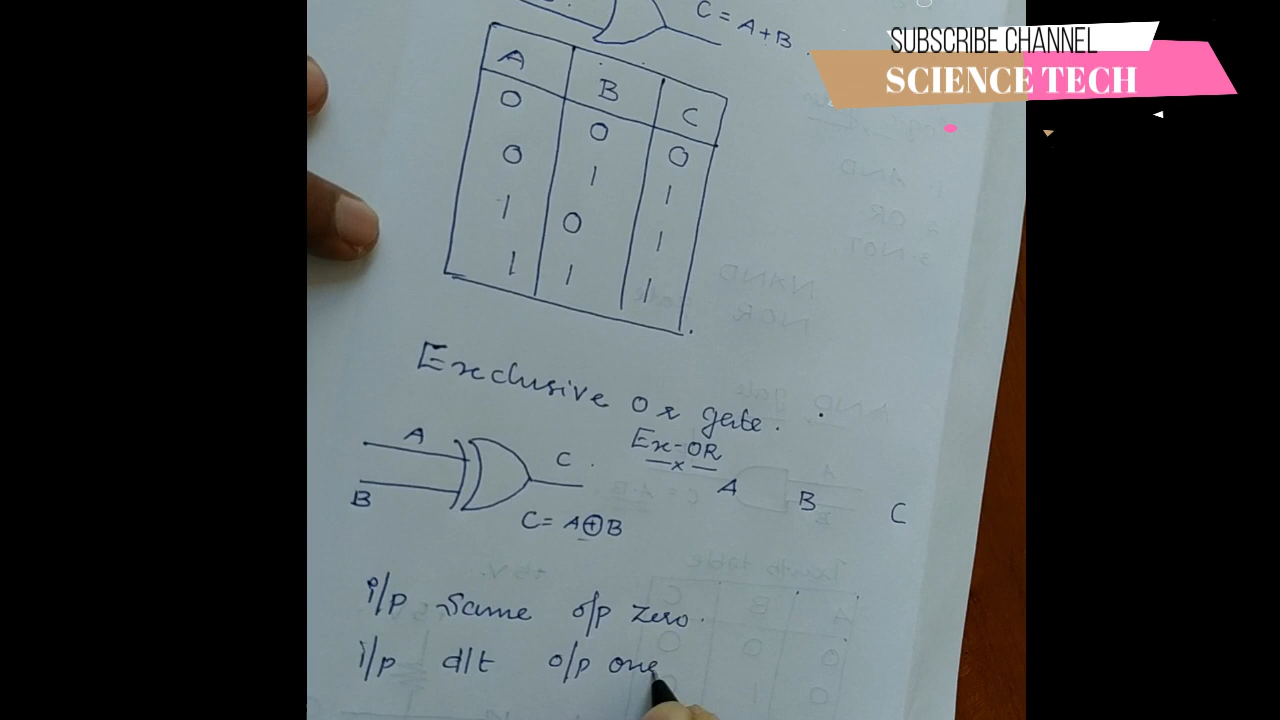 C = A+B
SUBSCRIBE CHANNEL
SCIENCE TECH
A B C
0 0 0
0 1 1
1 0 1
1 1 1
Exclusive Or gate.
Ex-OR
A
B
C
C = A⊕B
A B C
i/p same o/p zero.
i/p d/t o/p one